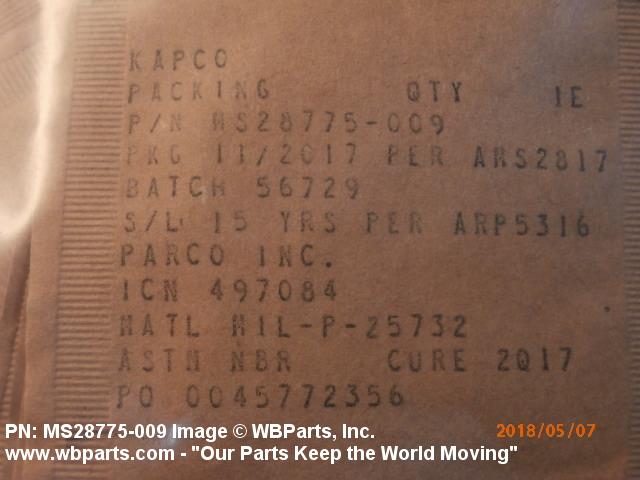 KAPCO
PACKING QTY 1E
P/N MS28775-009
PKG 11/2017 PER ARS2817
BATCH 56729
S/L 15 YRS PER ARP5316
PARCO INC.
ICN 497084
MATL MIL-P-25732
ASTM NBR CURE 2Q17
PO 0045772356
PN: MS28775-009 Image © WBParts, Inc. 2018/05/07
www.wbparts.com - "Our Parts Keep the World Moving"